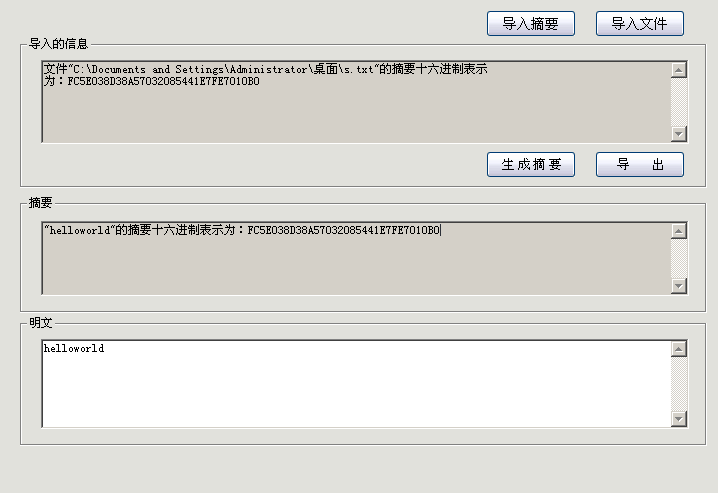 导入摘要 导入文件
导入的信息
文件"C:\Documents and Settings\Administrator\桌面\s.txt"的摘要十六进制表示
为：FC5E038D38A57032085441E7FE7010B0
生成摘要 导 出
摘要
"helloworld"的摘要十六进制表示为：FC5E038D38A57032085441E7FE7010B0
明文
helloworld